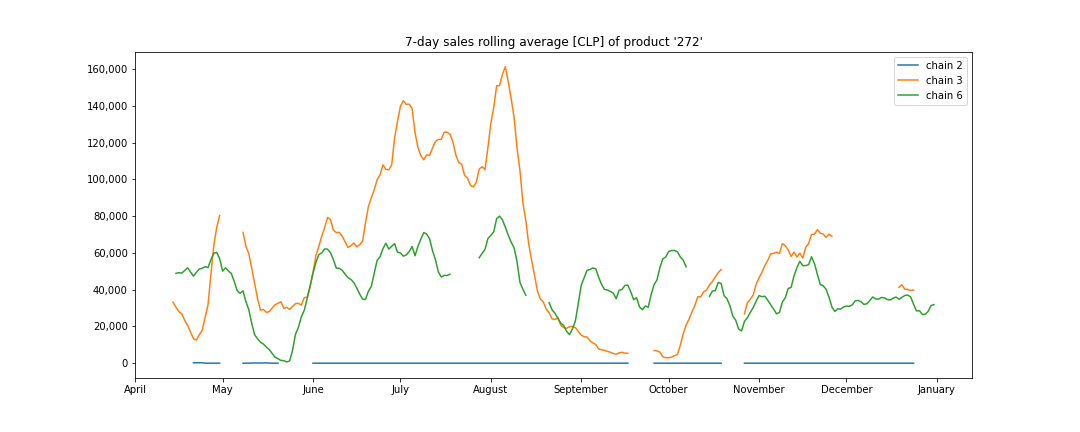 7-day sales rolling average [CLP] of product '272'
chain 2
chain 3
chain 6
160,000
140,000
120,000
100,000
80,000
60,000
40,000
20,000
0
April May June July August September October November December January